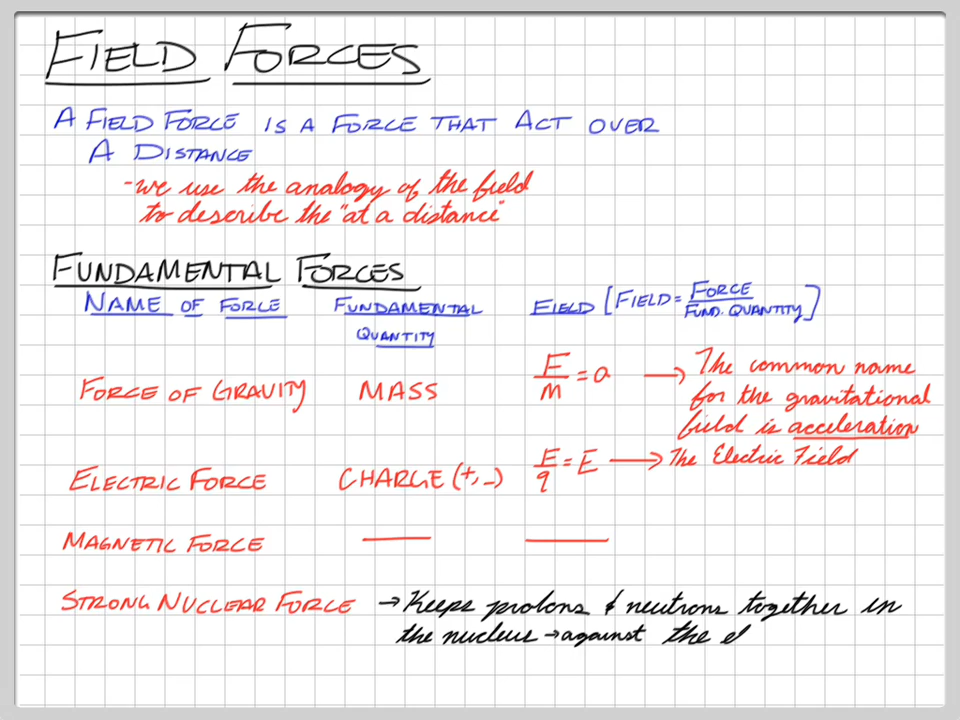 FIELD FORCES
A FIELD FORCE IS A FORCE THAT ACT OVER
A DISTANCE
-we use the analogy of the field
to describe the "at a distance"
FUNDAMENTAL FORCES
NAME OF FORCE FUNDAMENTAL QUANTITY FIELD [FIELD = FORCE / FUND. QUANTITY]
FORCE OF GRAVITY MASS F/m = a → The common name
for the gravitational
field is acceleration
ELECTRIC FORCE CHARGE (+,-) F/q = E → The Electric Field
MAGNETIC FORCE — —
STRONG NUCLEAR FORCE → Keeps protons & neutrons together in
the nucleus → against the el